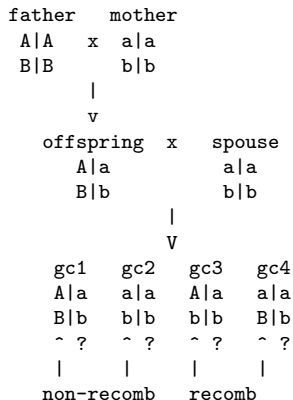 father    mother
 A|A   x   a|a
 B|B       b|b
       |
       v
   offspring  x   spouse
      A|a          a|a
      B|b          b|b
             |
             V
    gc1   gc2   gc3   gc4
    A|a   a|a   A|a   a|a
    B|b   b|b   b|b   B|b
    ^ ?   ^ ?   ^ ?   ^ ?
    |     |     |     |
   non-recomb    recomb